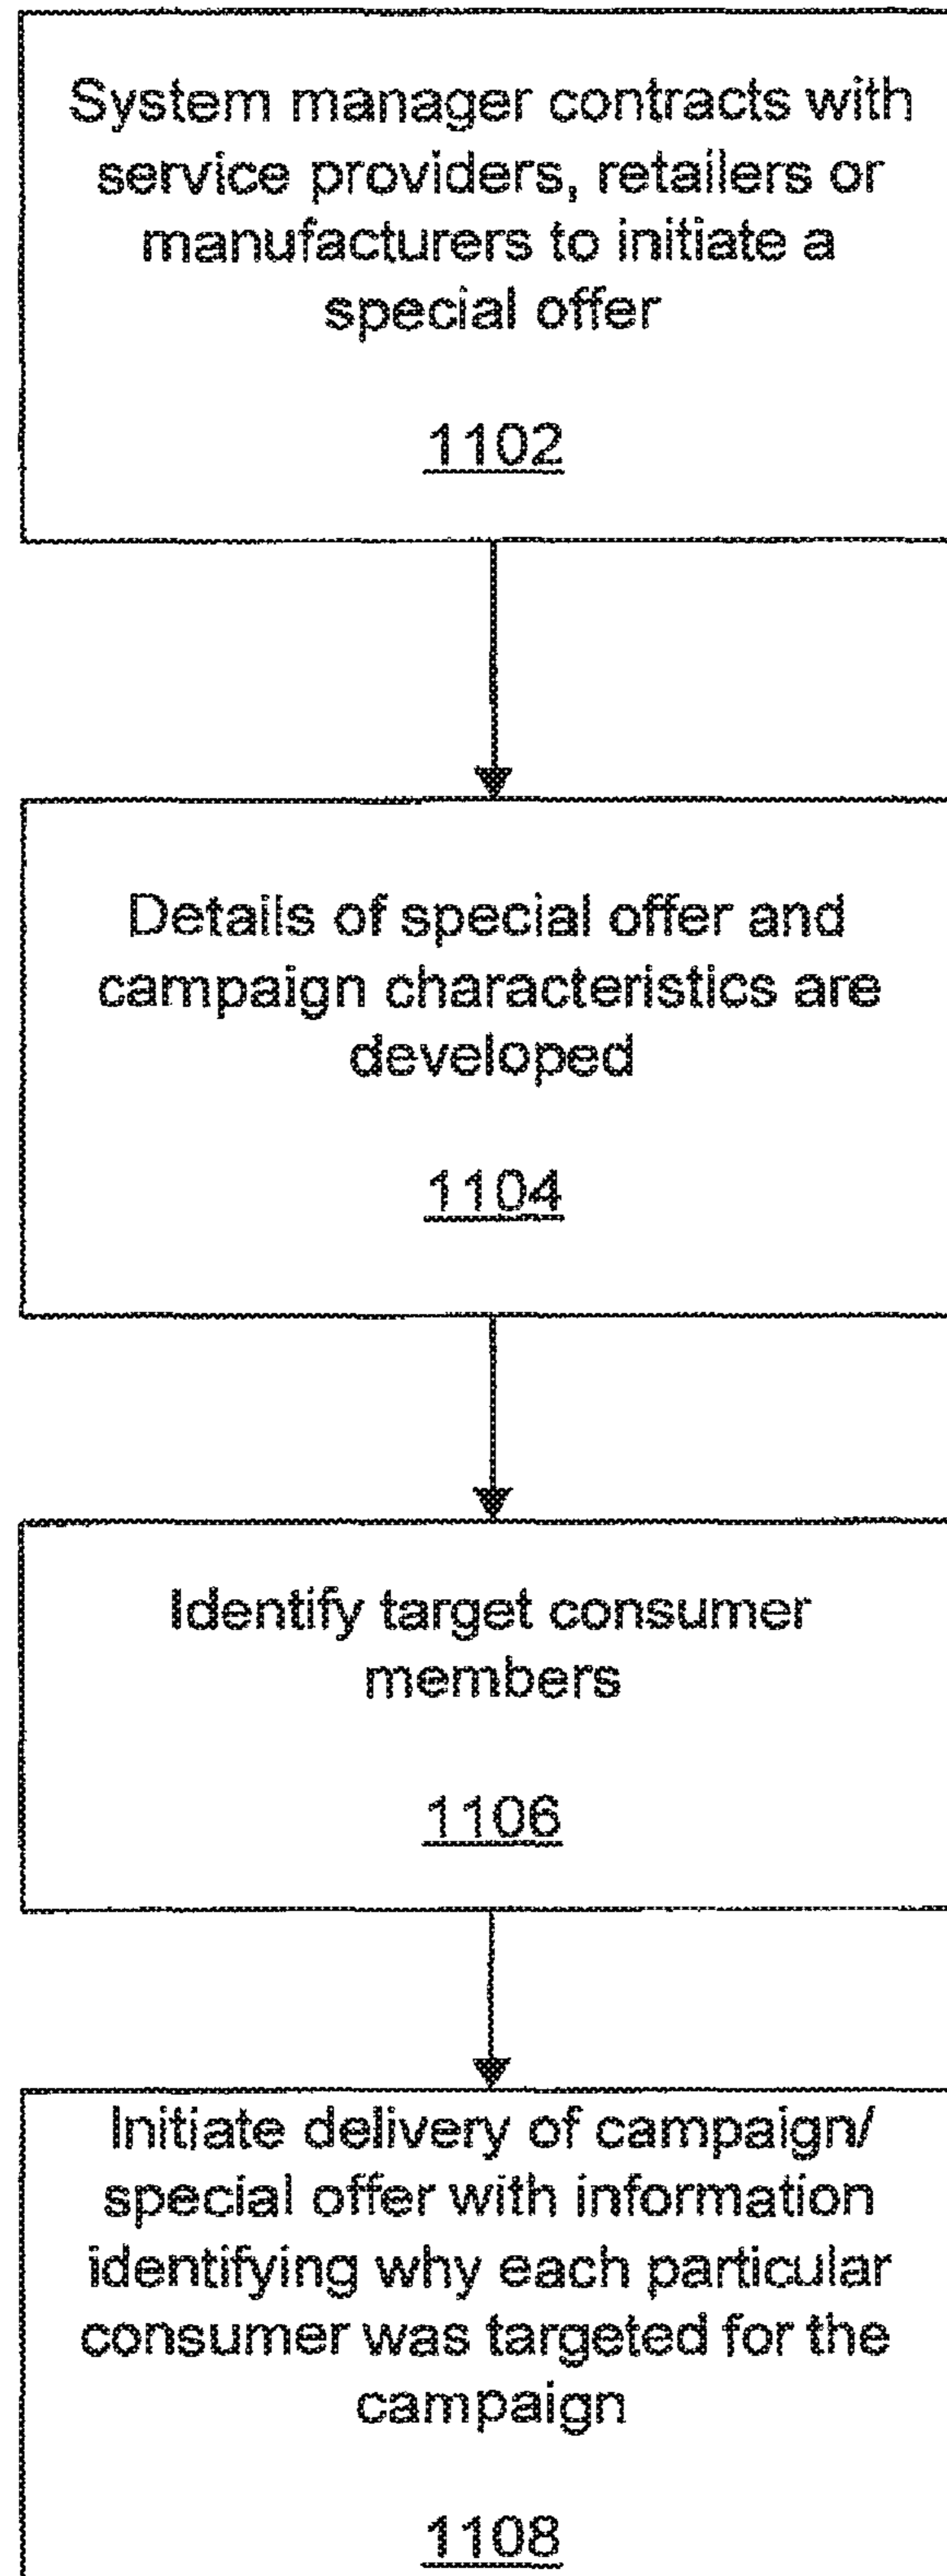 System manager contracts with
service providers, retailers or
manufacturers to initiate a
special offer
1102
Details of special offer and
campaign characteristics are
developed
1104
Identify target consumer
members
1106
Initiate delivery of campaign/
special offer with information
identifying why each particular
consumer was targeted for the
campaign
1108